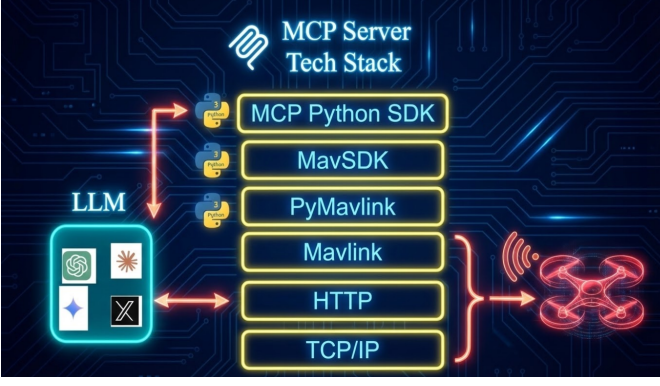 MCP Server
Tech Stack
MCP Python SDK
MavSDK
LLM
PyMavlink
Mavlink
HTTP
TCP/IP